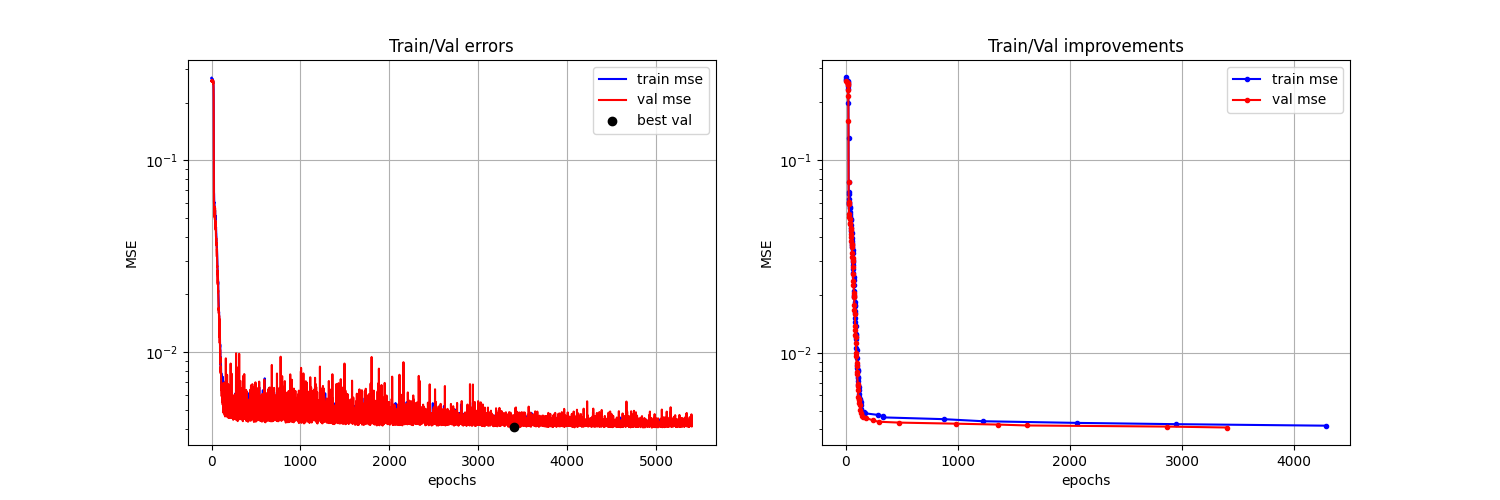 Train/Val errors
train mse
val mse
best val
MSE
10⁻¹
10⁻²
0 1000 2000 3000 4000 5000
epochs
Train/Val improvements
train mse
val mse
MSE
10⁻¹
10⁻²
0 1000 2000 3000 4000
epochs